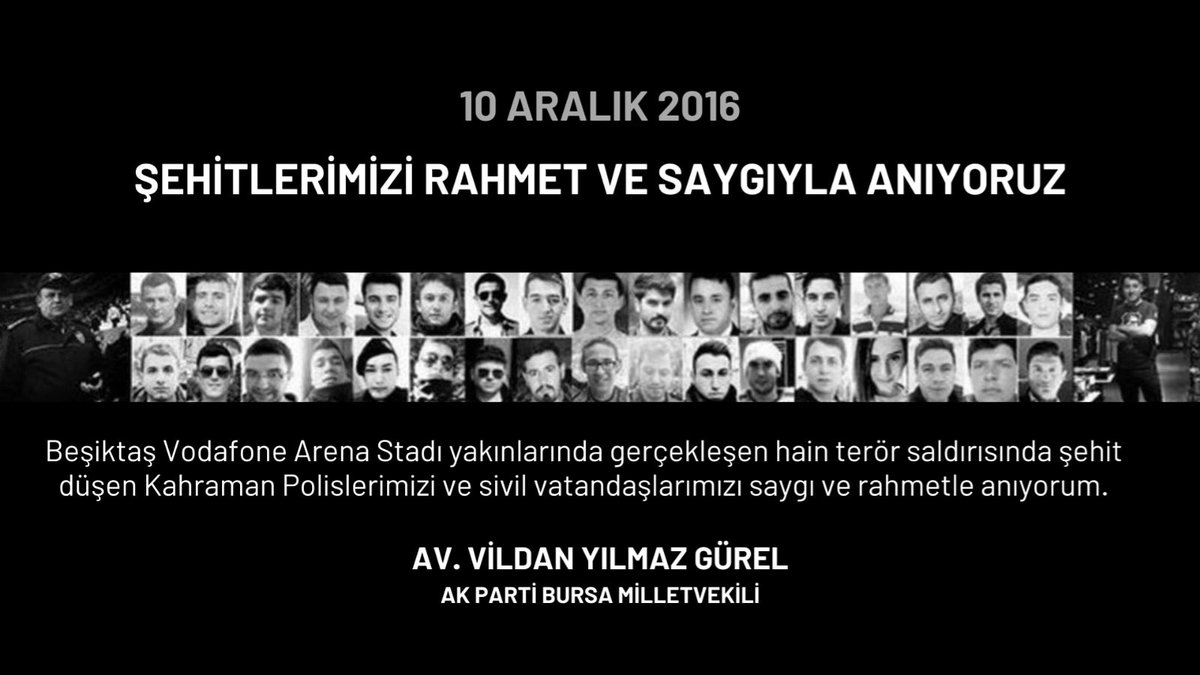 10 ARALIK 2016
ŞEHİTLERİMİZİ RAHMET VE SAYGIYLA ANIYORUZ
Beşiktaş Vodafone Arena Stadı yakınlarında gerçekleşen hain terör saldırısında şehit
düşen Kahraman Polislerimizi ve sivil vatandaşlarımızı saygı ve rahmetle anıyorum.
AV. VİLDAN YILMAZ GÜREL
AK PARTİ BURSA MİLLETVEKİLİ